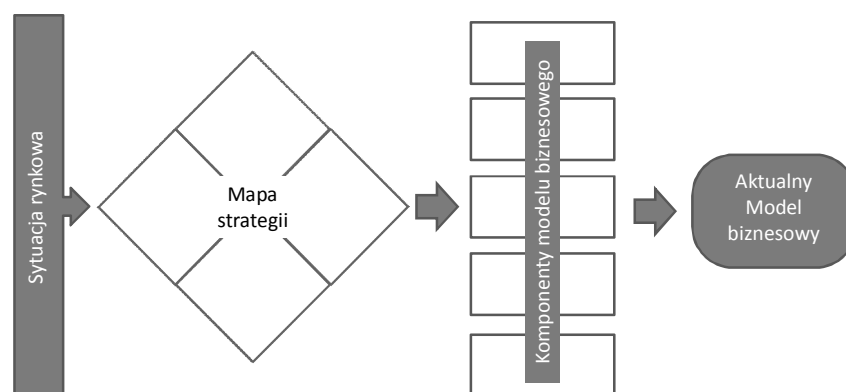 Sytuacja rynkowa
Mapa
strategii
Komponenty modelu biznesowego
Aktualny
Model
biznesowy